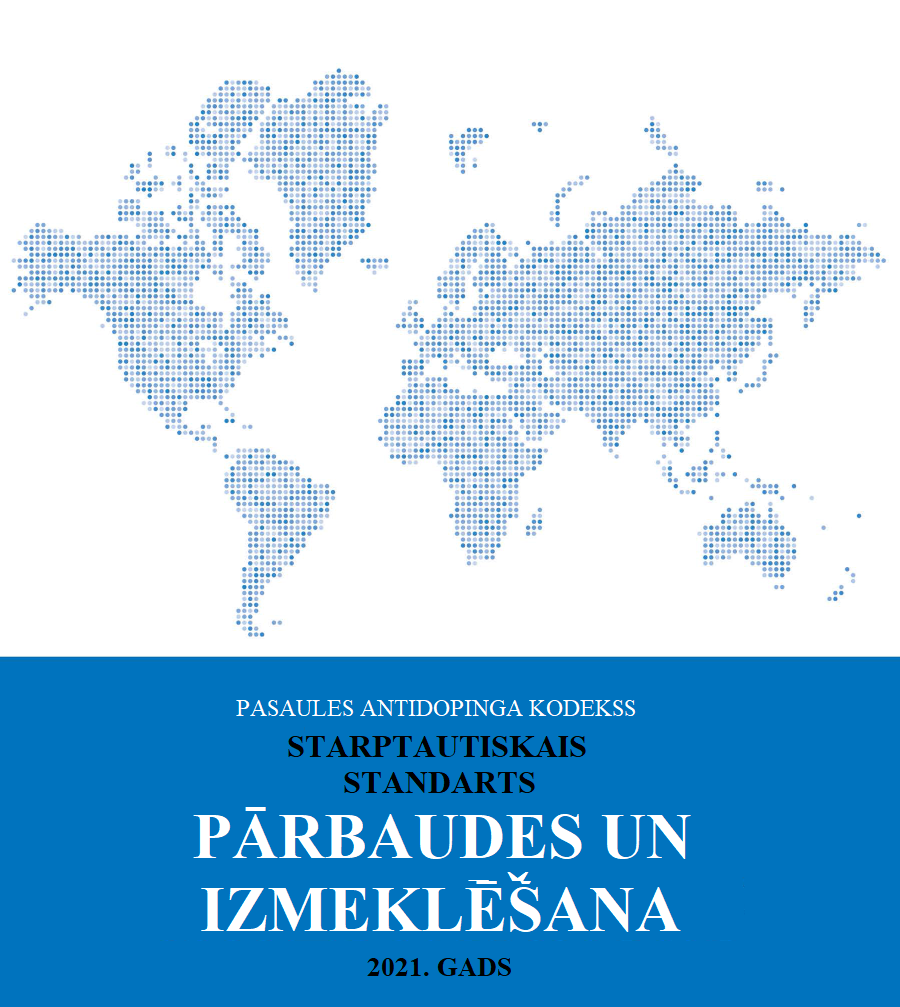 PASAULES ANTIDOPINGA KODEKSS
STARPTAUTISKAIS
STANDARTS
PĀRBAUDES UN
IZMEKLĒŠANA
2021. GADS